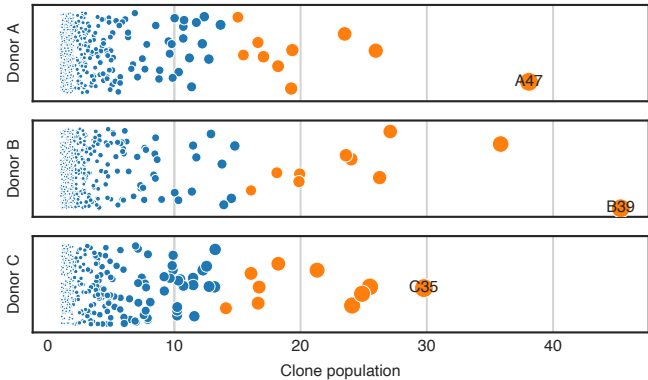 Donor A
A47
Donor B
B39
Donor C
C35
0 10 20 30 40
Clone population